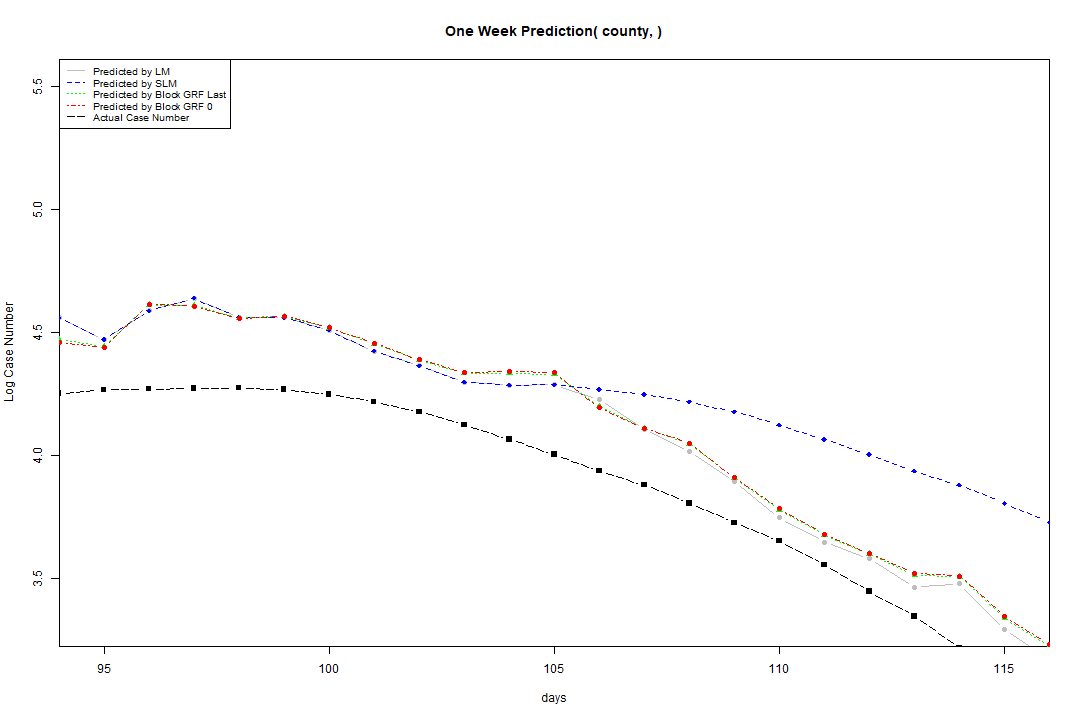 One Week Prediction( county, )
Predicted by LM
Predicted by SLM
Predicted by Block GRF Last
Predicted by Block GRF 0
Actual Case Number
Log Case Number
5.5
5.0
4.5
4.0
3.5
95 100 105 110 115
days